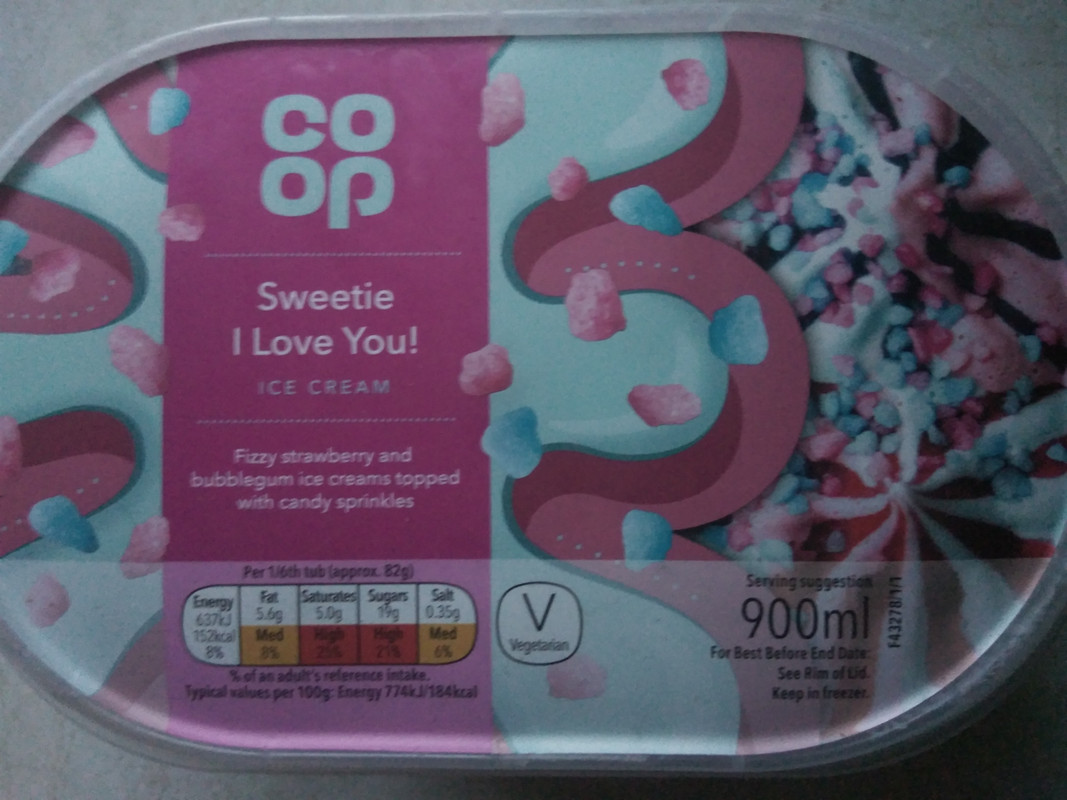 CO
OP
Sweetie
I Love You!
ICE CREAM
Fizzy strawberry and
bubblegum ice creams topped
with candy sprinkles
Per 1/6th tub (approx. 82g)
Energy Fat Saturates Sugars Salt
637kJ 5.6g 5.0g 19g 0.35g
152kcal Med High High Med
8% 8% 25% 21% 6%
% of an adult's reference intake.
Typical values per 100g: Energy 774kJ/184kcal
V
Vegetarian
Serving suggestion
900ml
For Best Before End Date:
See Rim of Lid.
Keep in freezer.
F43278/1/1